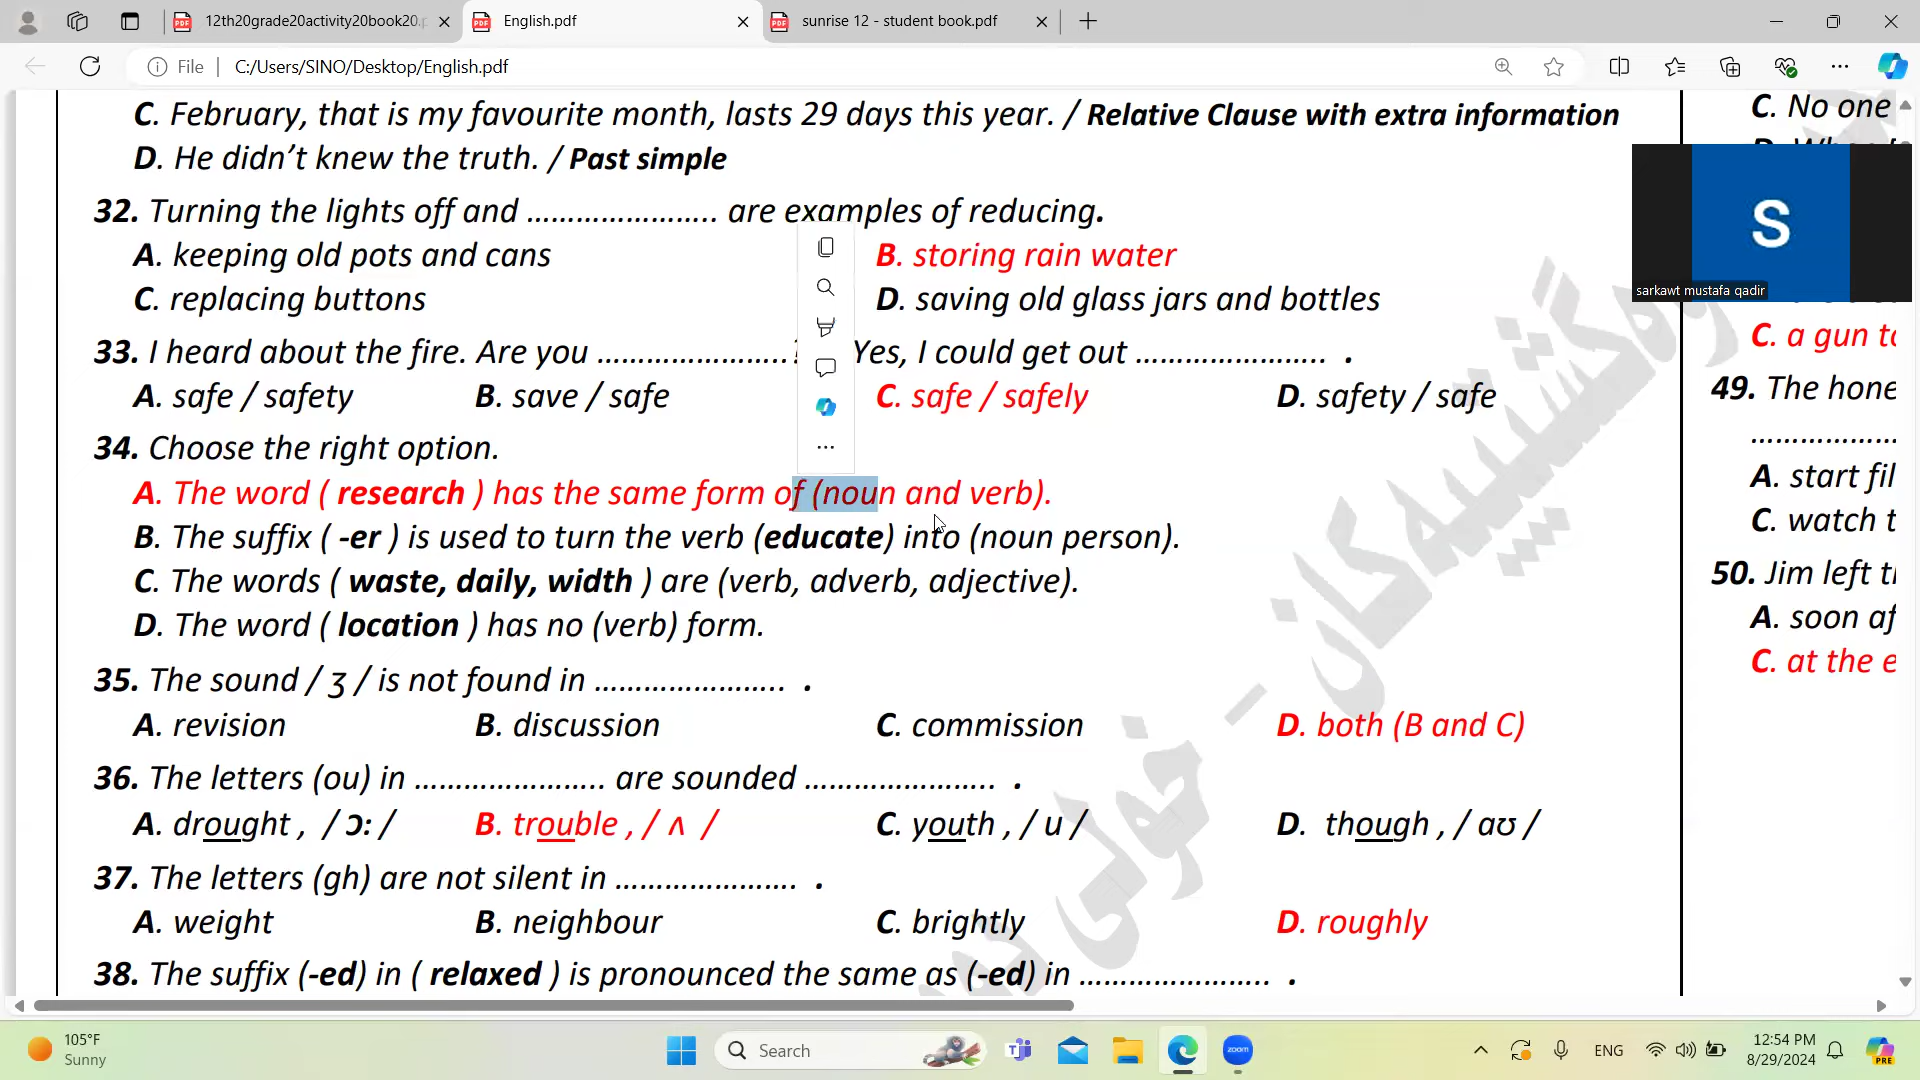 12th20grade20activity20book20.p
English.pdf
sunrise 12 - student book.pdf
File
C:/Users/SINO/Desktop/English.pdf
C. February, that is my favourite month, lasts 29 days this year. / Relative Clause with extra information
D. He didn’t knew the truth. / Past simple
32. Turning the lights off and ………………….. are examples of reducing.
A. keeping old pots and cans
B. storing rain water
C. replacing buttons
D. saving old glass jars and bottles
33. I heard about the fire. Are you …………………..? Yes, I could get out ………………….. .
A. safe / safety
B. save / safe
C. safe / safely
D. safety / safe
34. Choose the right option.
A. The word ( research ) has the same form of (noun and verb).
B. The suffix ( -er ) is used to turn the verb (educate) into (noun person).
C. The words ( waste, daily, width ) are (verb, adverb, adjective).
D. The word ( location ) has no (verb) form.
35. The sound / ʒ / is not found in ………………….. .
A. revision
B. discussion
C. commission
D. both (B and C)
36. The letters (ou) in ………………….. are sounded ………………….. .
A. drought , / ɔ: /
B. trouble , / ʌ /
C. youth , / u /
D. though , / aʊ /
37. The letters (gh) are not silent in …………………. .
A. weight
B. neighbour
C. brightly
D. roughly
38. The suffix (-ed) in ( relaxed ) is pronounced the same as (-ed) in ………………….. .
C. No one
S
sarkawt mustafa qadir
C. a gun to
49. The hone
………………
A. start fil
C. watch t
50. Jim left t
A. soon af
C. at the e
105°F
Sunny
Search
zoom
ENG
12:54 PM
8/29/2024
PRE